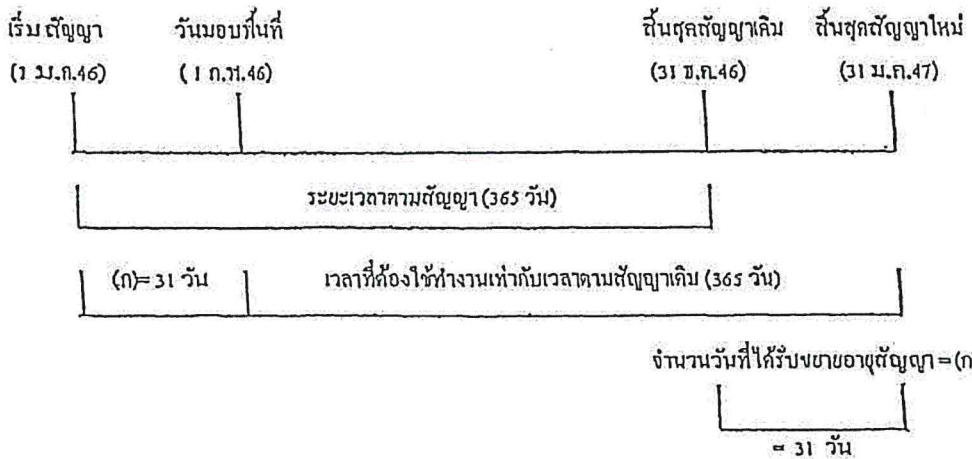 เริ่มสัญญา วันมอบพื้นที่ สิ้นสุดสัญญาเดิม สิ้นสุดสัญญาใหม่
(1 ม.ค.46) (1 ก.พ.46) (31 ธ.ค.46) (31 ม.ค.47)
ระยะเวลาตามสัญญา (365 วัน)
(ก)= 31 วัน เวลาที่ต้องใช้ทำงานเท่ากับเวลาตามสัญญาเดิม (365 วัน)
จำนวนวันที่ได้รับขยายอายุสัญญา = (ก
= 31 วัน